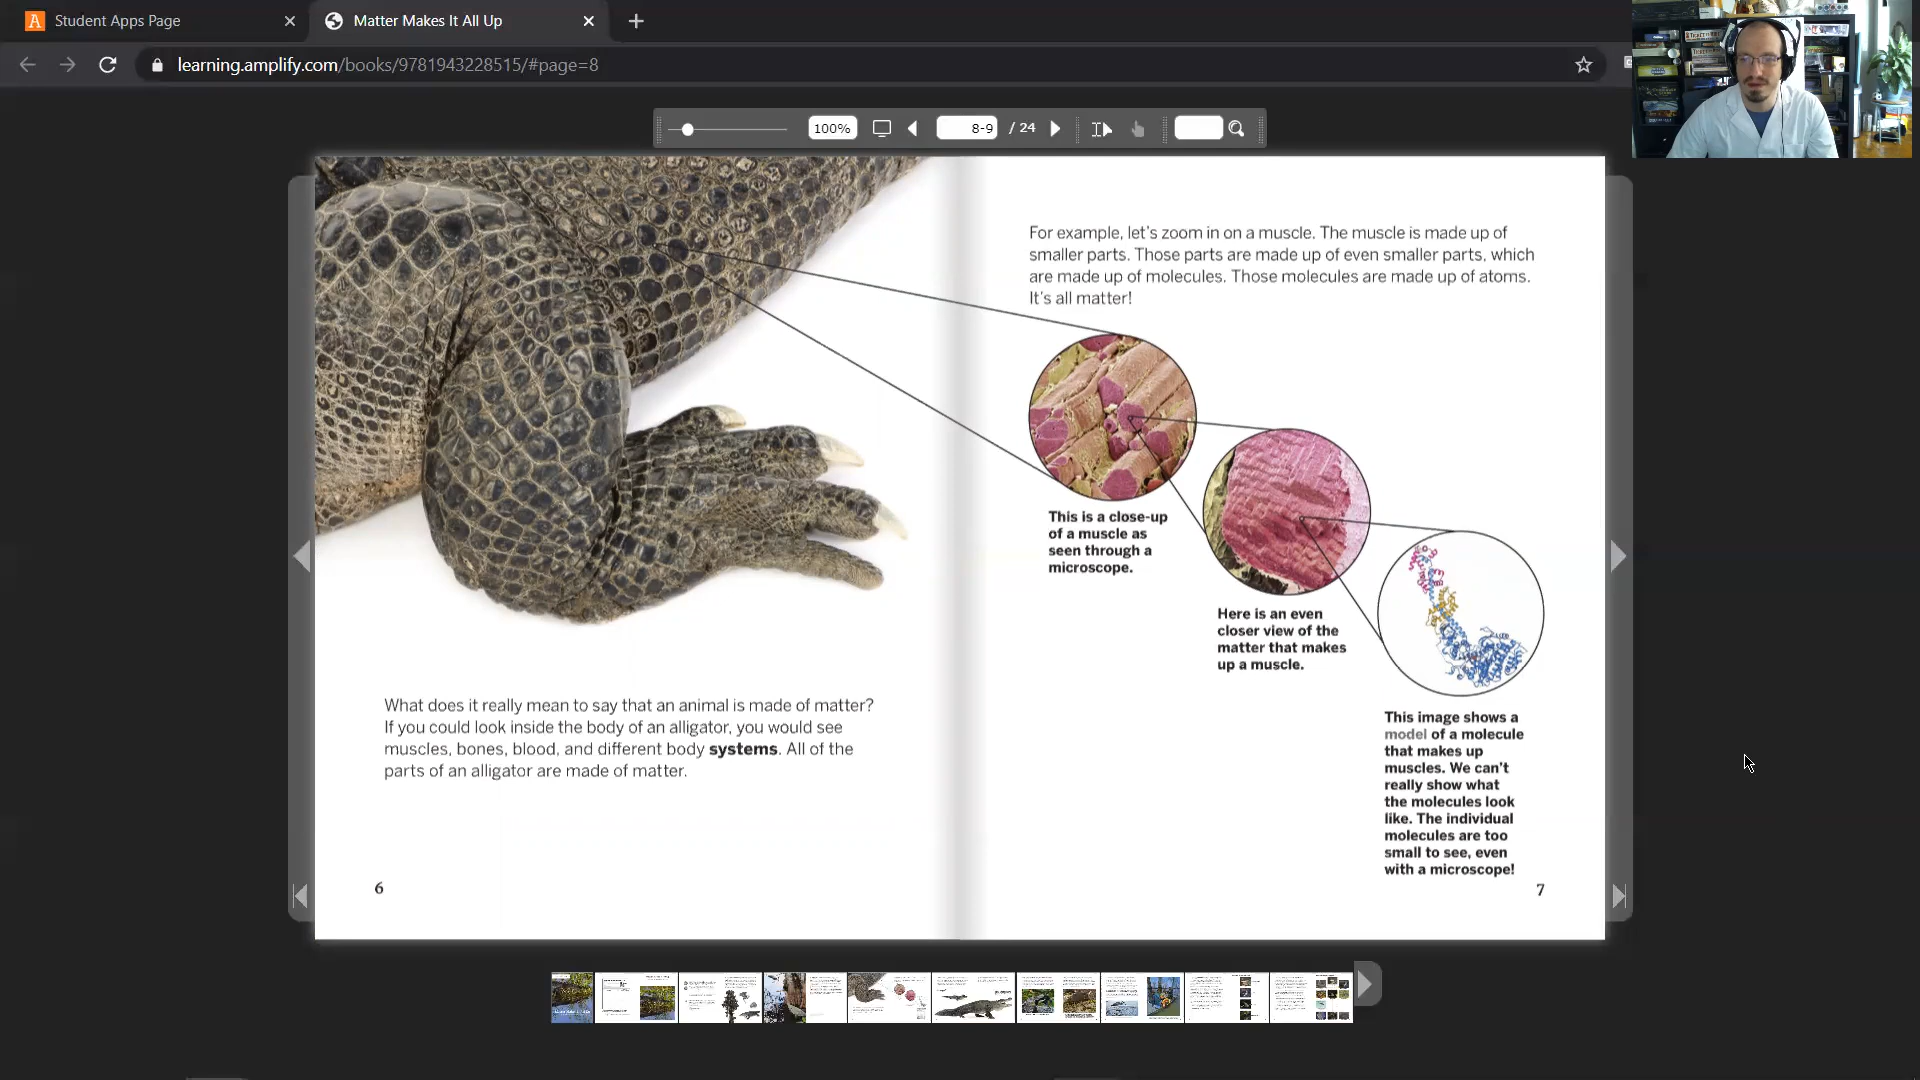 Student Apps Page
Matter Makes It All Up
learning.amplify.com/books/9781943228515/#page=8
100%
8-9
/ 24
For example, let's zoom in on a muscle. The muscle is made up of
smaller parts. Those parts are made up of even smaller parts, which
are made up of molecules. Those molecules are made up of atoms.
It's all matter!
This is a close-up
of a muscle as
seen through a
microscope.
Here is an even
closer view of the
matter that makes
up a muscle.
This image shows a
model of a molecule
that makes up
muscles. We can't
really show what
the molecules look
like. The individual
molecules are too
small to see, even
with a microscope!
What does it really mean to say that an animal is made of matter?
If you could look inside the body of an alligator, you would see
muscles, bones, blood, and different body systems. All of the
parts of an alligator are made of matter.
6
7